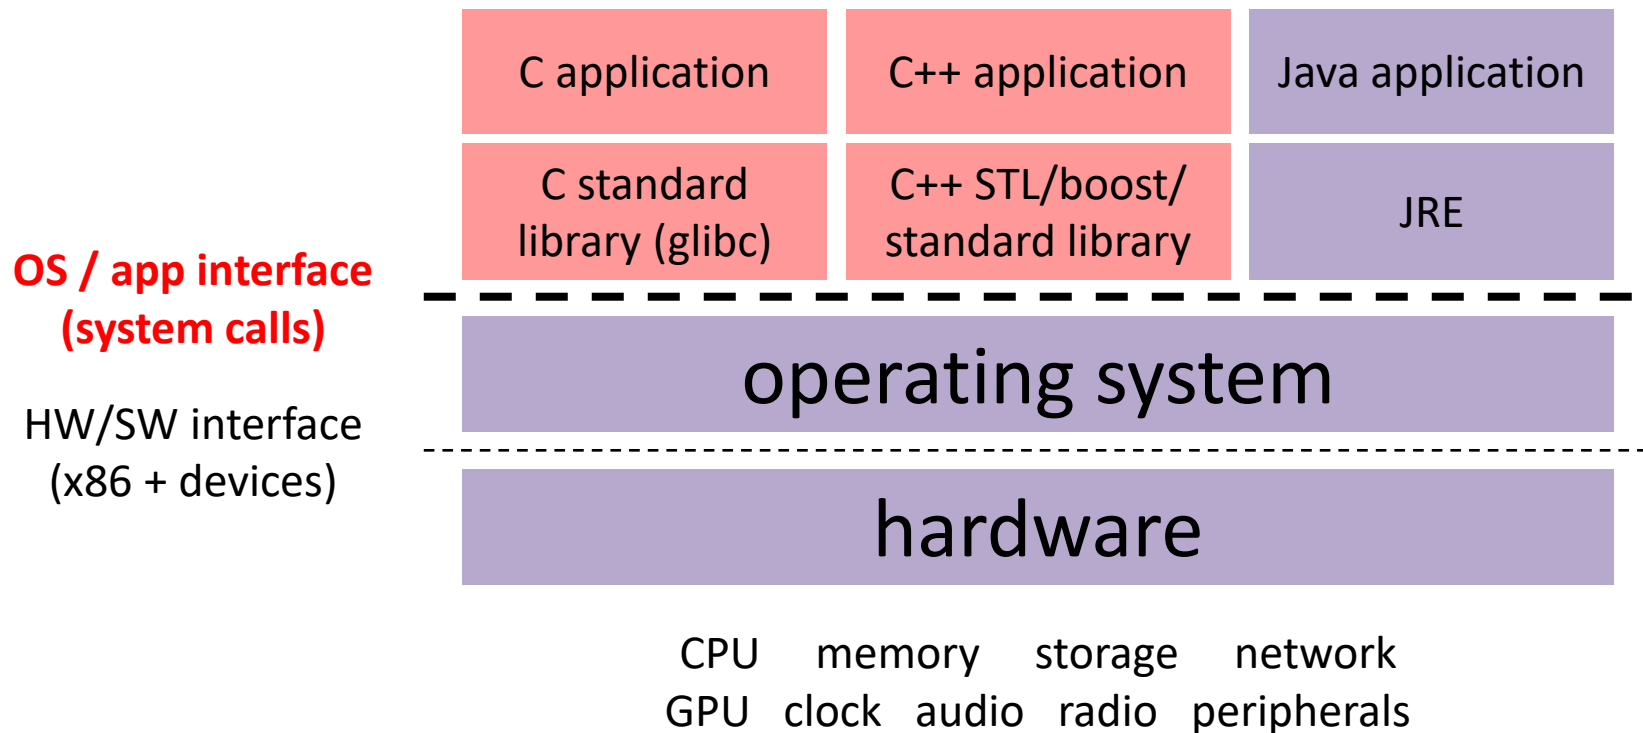 C application
C++ application
Java application
C standard
library (glibc)
C++ STL/boost/
standard library
JRE
OS / app interface
(system calls)
operating system
HW/SW interface
(x86 + devices)
hardware
CPU memory storage network
GPU clock audio radio peripherals